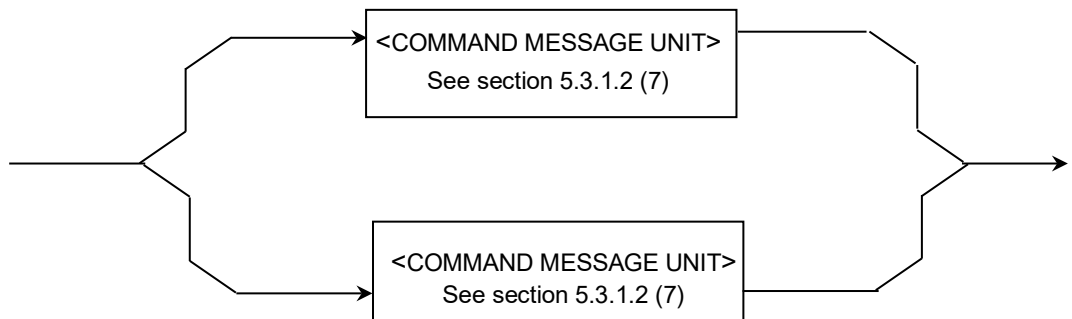 <COMMAND MESSAGE UNIT>
See section 5.3.1.2 (7)
<COMMAND MESSAGE UNIT>
See section 5.3.1.2 (7)